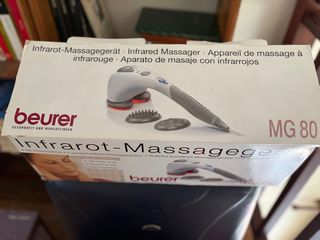 Infrarot-Massagegerät · Infrared Massager · Appareil de massage à
infrarouge · Aparato de masaje con infrarrojos
beurer
GESUNDHEIT UND WOHLBEFINDEN
MG 80
Infrarot-Massagegerät
beurer